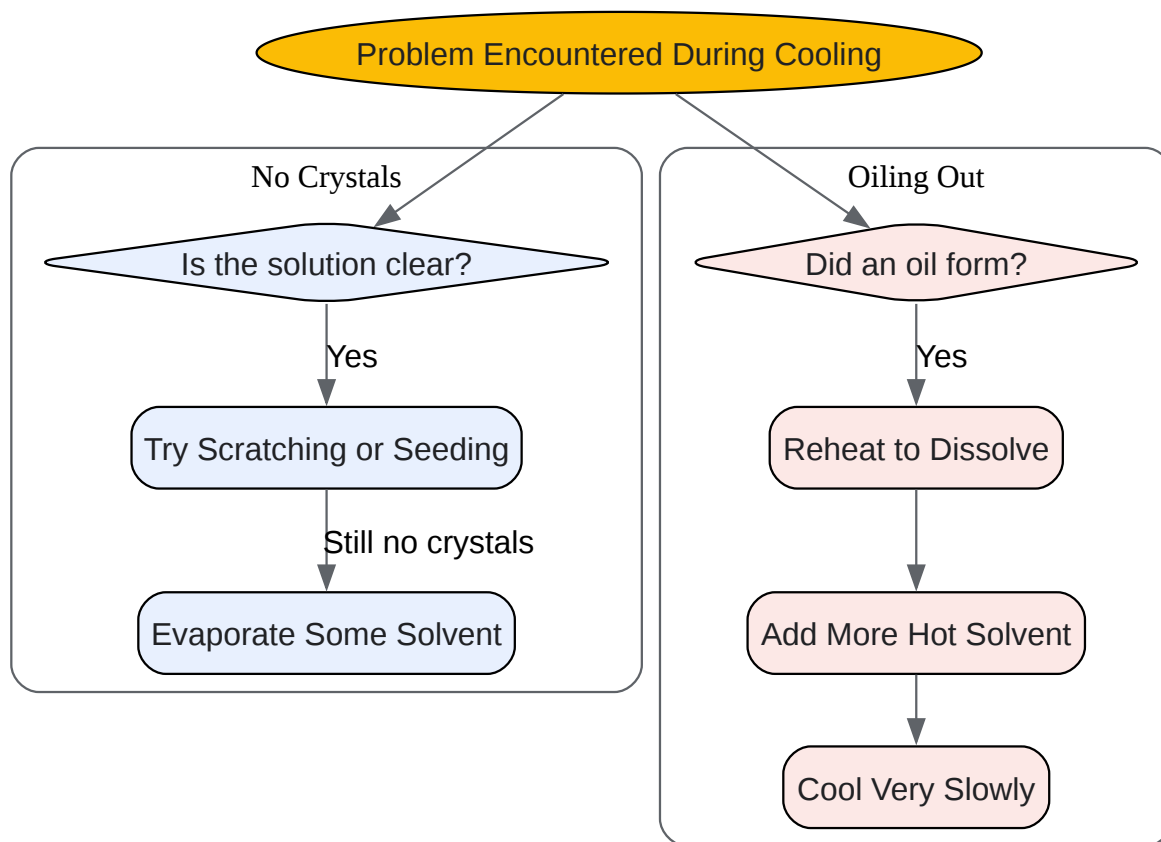 Problem Encountered During Cooling
No Crystals
Is the solution clear?
Yes
Try Scratching or Seeding
Still no crystals
Evaporate Some Solvent
Oiling Out
Did an oil form?
Yes
Reheat to Dissolve
Add More Hot Solvent
Cool Very Slowly